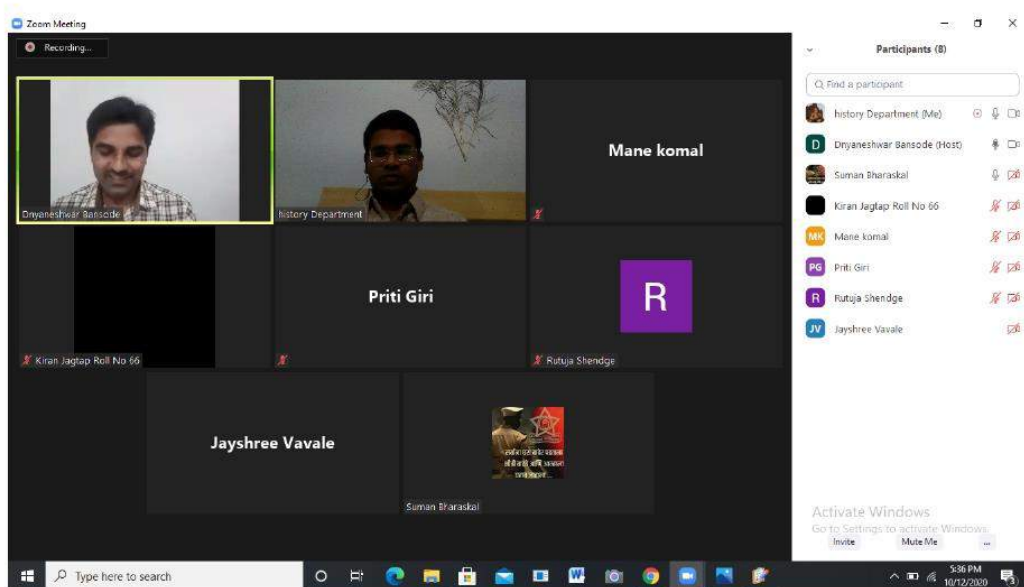 Zoom Meeting
Recording...
Dnyaneshwar Bansode
history Department
Mane komal
Kiran Jagtap Roll No 66
Priti Giri
R
Rutuja Shendge
Jayshree Vavale
Suman Bharaskal
Participants (8)
Find a participant
history Department (Me)
D Dnyaneshwar Bansode (Host)
Suman Bharaskal
Kiran Jagtap Roll No 66
MK Mane komal
PG Priti Giri
R Rutuja Shendge
JV Jayshree Vavale
Activate Windows
Go to Settings to activate Windows.
Invite Mute Me ...
Type here to search
5:36 PM
10/12/2020